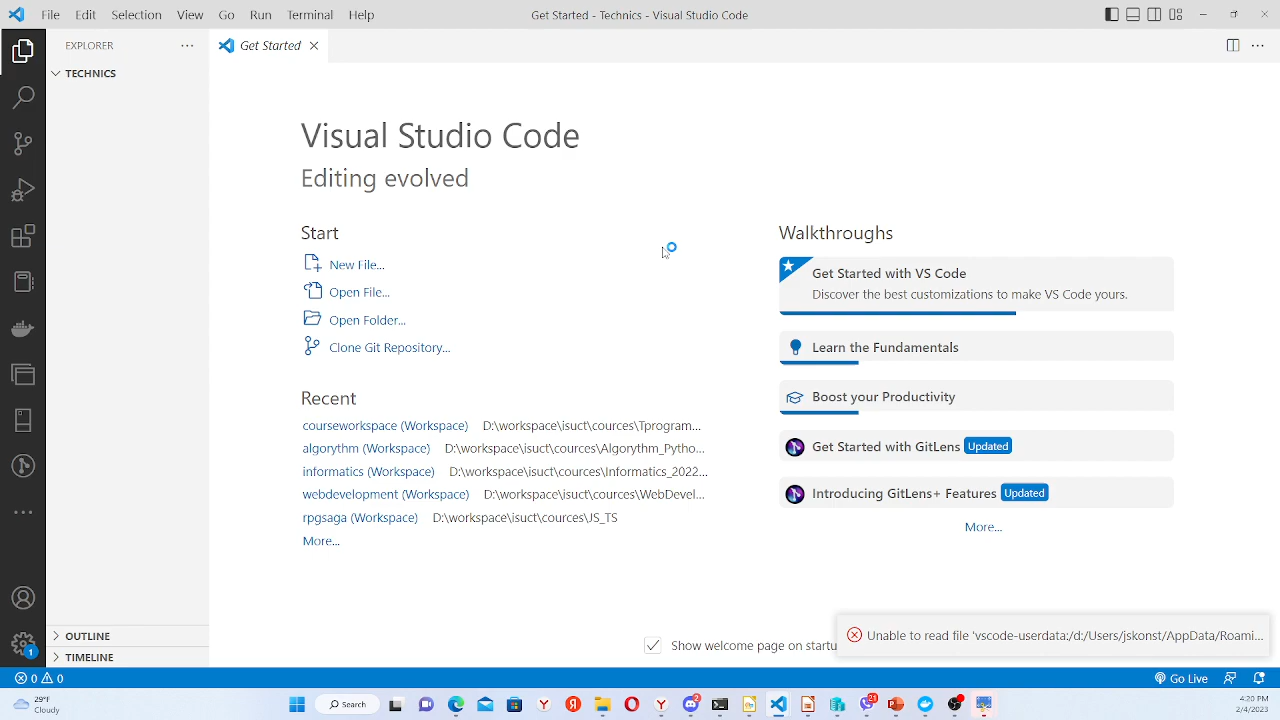 File Edit Selection View Go Run Terminal Help
Get Started - Technics - Visual Studio Code
EXPLORER
Get Started
TECHNICS
Visual Studio Code
Editing evolved
Start
New File...
Open File...
Open Folder...
Clone Git Repository...
Recent
courseworkspace (Workspace) D:\workspace\isuct\cources\Tprogram...
algorythm (Workspace) D:\workspace\isuct\cources\Algorythm_Pytho...
informatics (Workspace) D:\workspace\isuct\cources\Informatics_2022...
webdevelopment (Workspace) D:\workspace\isuct\cources\WebDevel...
rpgsaga (Workspace) D:\workspace\isuct\cources\JS_TS
More...
Walkthroughs
Get Started with VS Code
Discover the best customizations to make VS Code yours.
Learn the Fundamentals
Boost your Productivity
Get Started with GitLens Updated
Introducing GitLens+ Features Updated
More...
Show welcome page on startu
Unable to read file 'vscode-userdata:/d:/Users/jskonst/AppData/Roami...
OUTLINE
TIMELINE
1
0 0
Go Live
29°F
Cloudy
Search
2
21
4:20 PM
2/4/2023